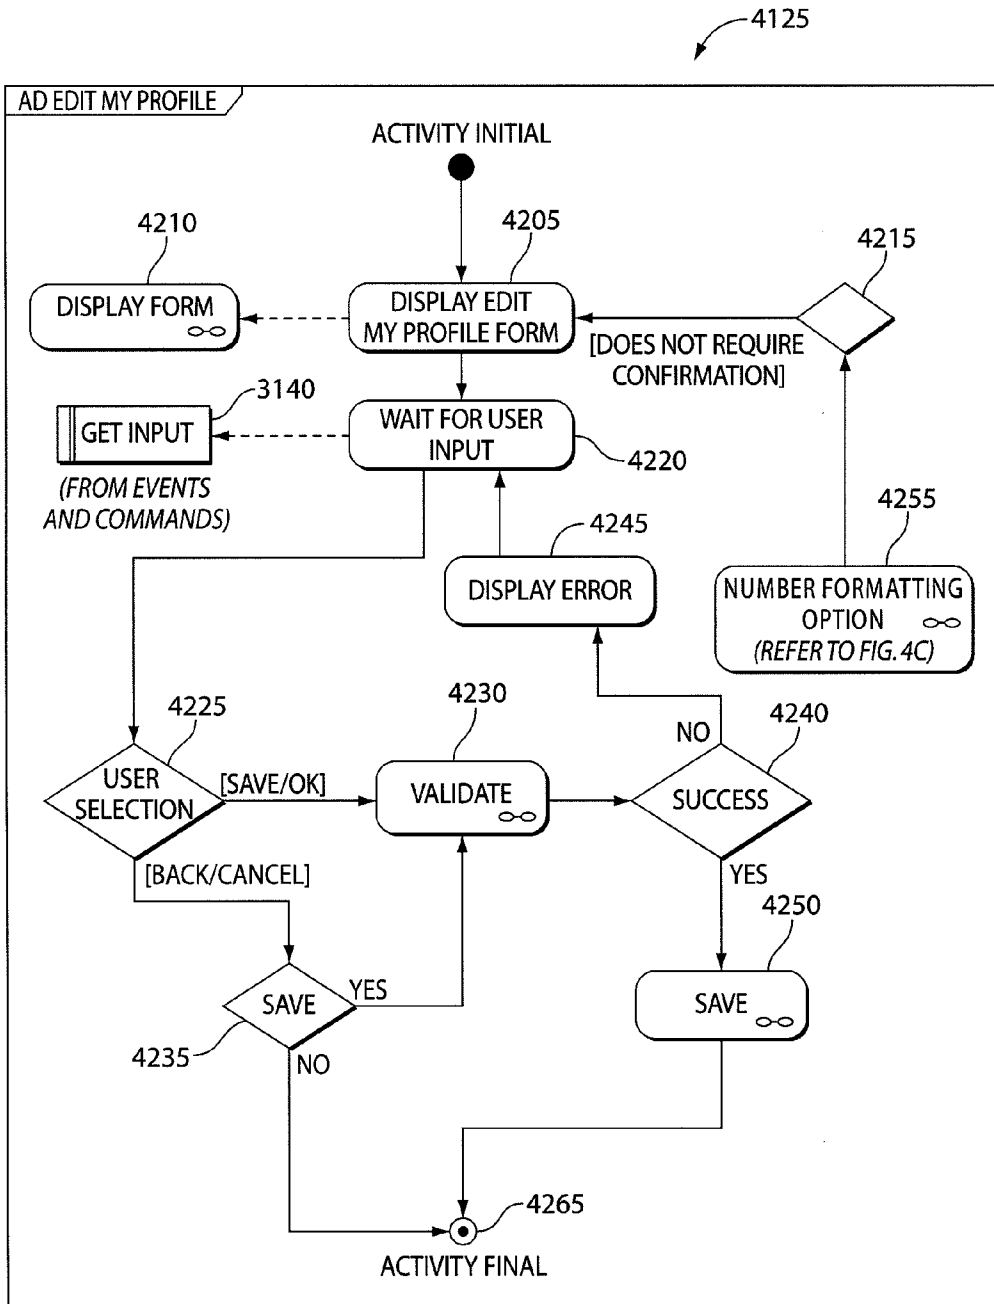 4125
AD EDIT MY PROFILE
ACTIVITY INITIAL
4210
4205
4215
DISPLAY FORM
DISPLAY EDIT
MY PROFILE FORM
[DOES NOT REQUIRE
CONFIRMATION]
3140
GET INPUT
(FROM EVENTS
AND COMMANDS)
WAIT FOR USER
INPUT
4220
4245
DISPLAY ERROR
4255
NUMBER FORMATTING
OPTION
(REFER TO FIG. 4C)
4225
USER
SELECTION
[SAVE/OK]
4230
VALIDATE
NO
4240
SUCCESS
[BACK/CANCEL]
YES
4250
SAVE
YES
4235
NO
SAVE
4265
ACTIVITY FINAL